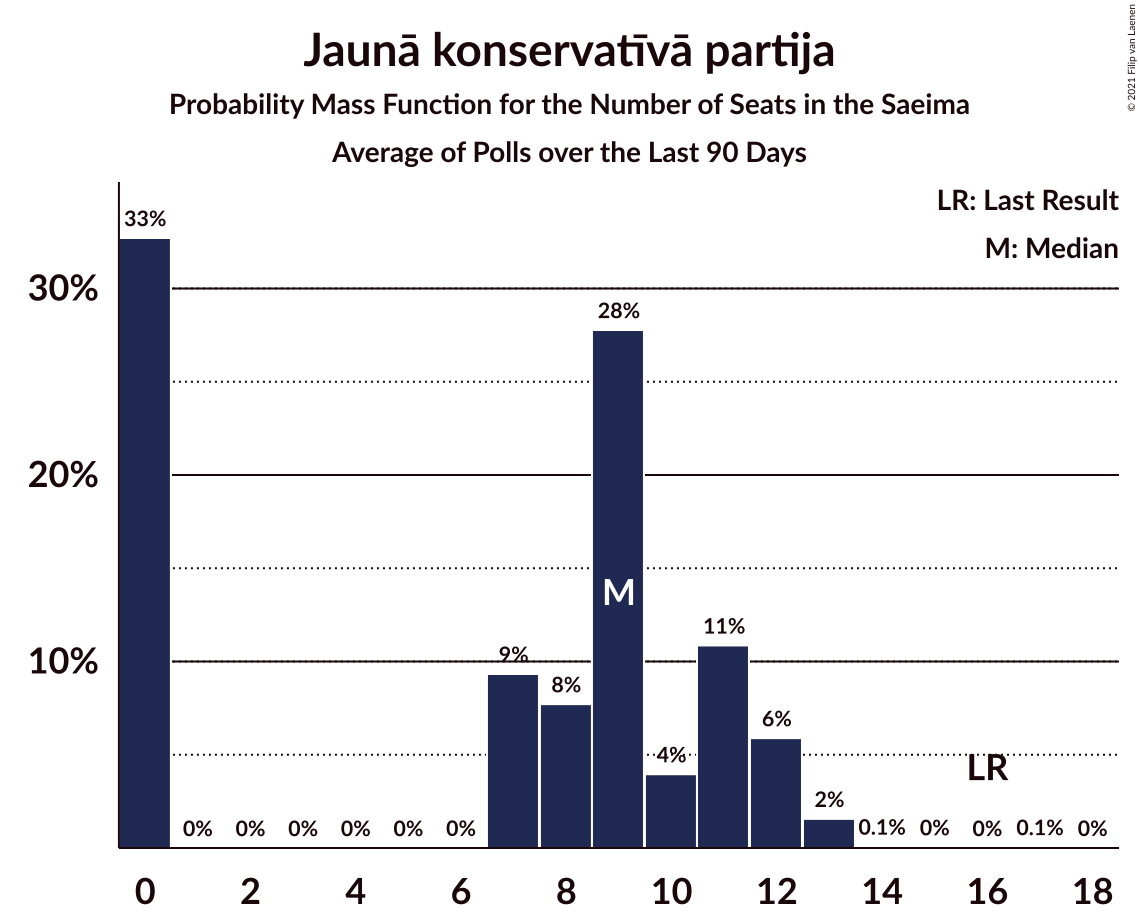 Jaunā konservatīvā partija
Probability Mass Function for the Number of Seats in the Saeima
Average of Polls over the Last 90 Days
© 2021 Filip van Laenen
LR: Last Result
M: Median
33%
30%
28%
20%
M
11%
10%
9%
8%
6%
4%
LR
2%
0% 0% 0% 0% 0% 0% 0.1% 0% 0% 0.1% 0%
0 2 4 6 8 10 12 14 16 18